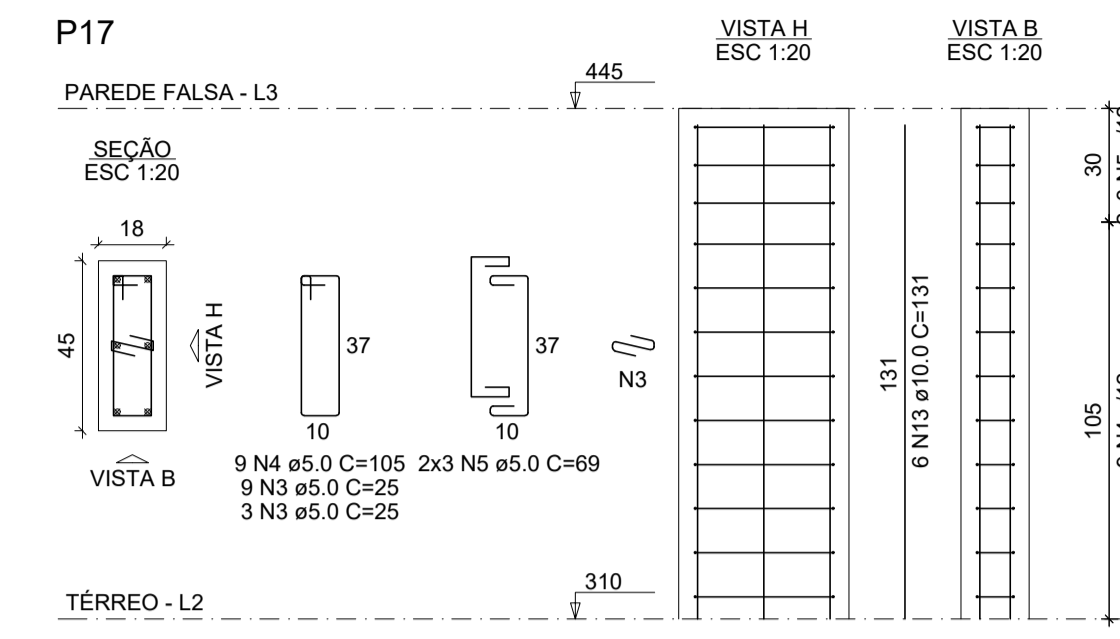 P17
VISTA H
ESC 1:20
VISTA B
ESC 1:20
445
PAREDE FALSA - L3
SEÇÃO
ESC 1:20
18
45
VISTA H
VISTA B
37
10
9 N4 ø5.0 C=105
9 N3 ø5.0 C=25
3 N3 ø5.0 C=25
37
10
2x3 N5 ø5.0 C=69
N3
131
6 N13 ø10.0 C=131
30
105
310
TÉRREO - L2